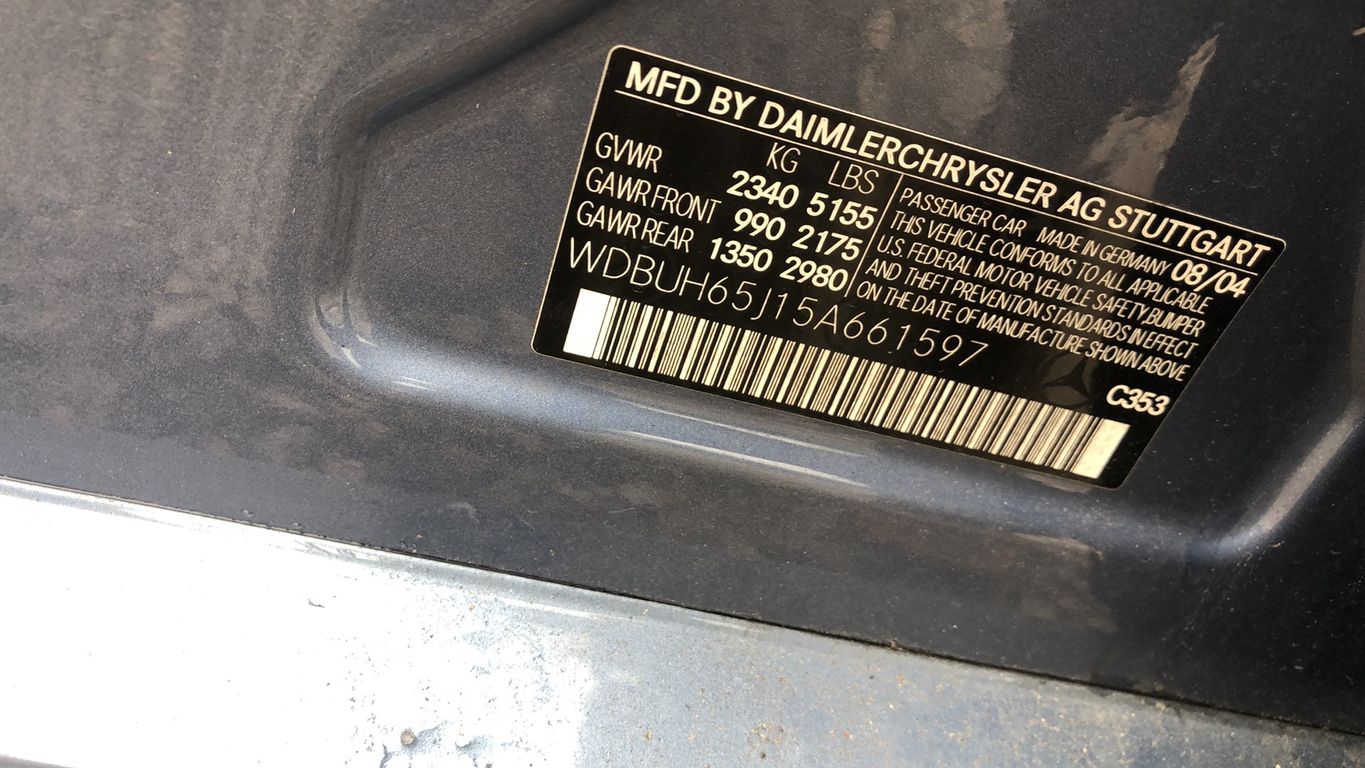 MFD BY DAIMLERCHRYSLER AG STUTTGART
KG LBS
GVWR 2340 5155
GAWR FRONT 990 2175
GAWR REAR 1350 2980
PASSENGER CAR MADE IN GERMANY 08/04
THIS VEHICLE CONFORMS TO ALL APPLICABLE
U.S. FEDERAL MOTOR VEHICLE SAFETY, BUMPER
AND THEFT PREVENTION STANDARDS IN EFFECT
ON THE DATE OF MANUFACTURE SHOWN ABOVE
WDBUH65J15A661597
C353